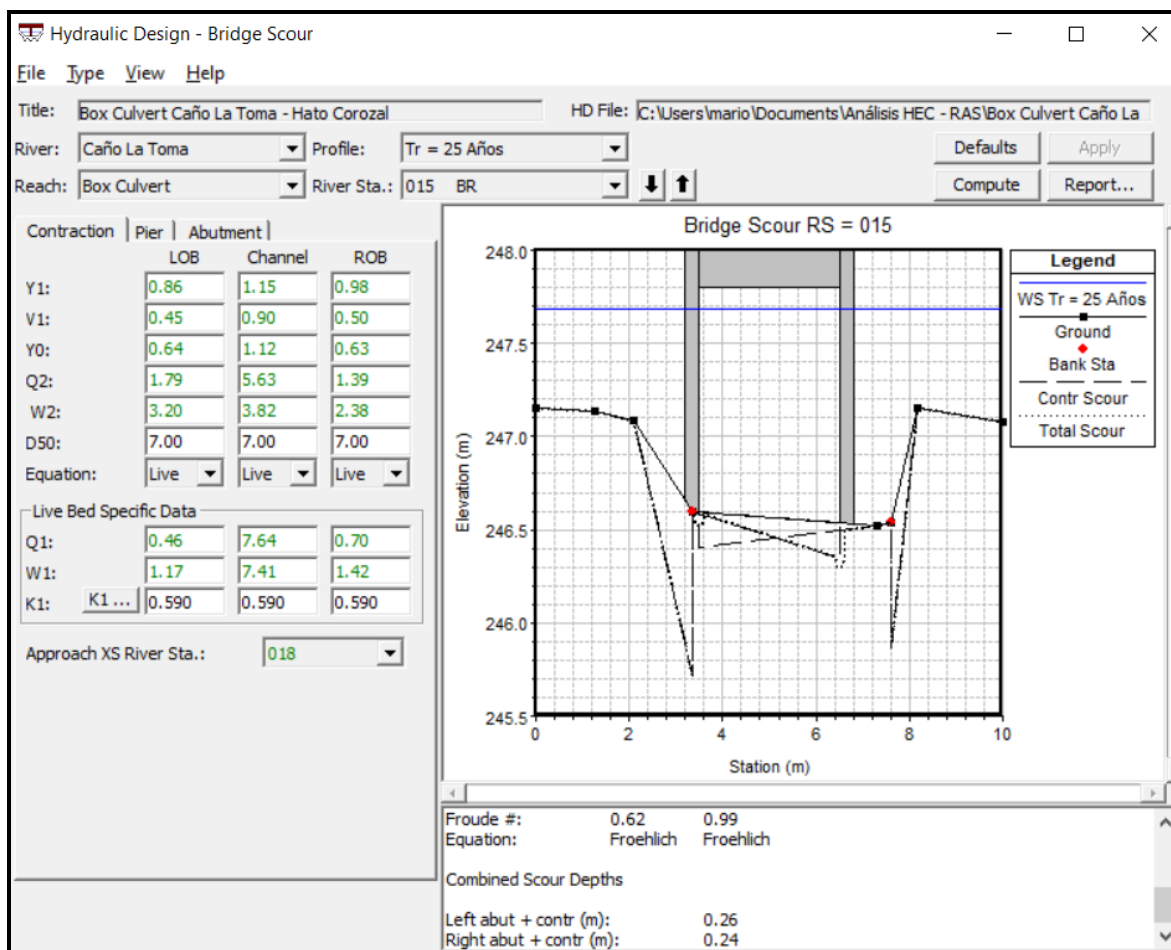 Hydraulic Design - Bridge Scour
File Type View Help
Title: Box Culvert Caño La Toma - Hato Corozal HD File: C:\Users\mario\Documents\Análisis HEC - RAS\Box Culvert Caño La
River: Caño La Toma Profile: Tr = 25 Años Defaults Apply
Reach: Box Culvert River Sta.: 015 BR Compute Report...
Contraction Pier Abutment
LOB Channel ROB
Y1: 0.86 1.15 0.98
V1: 0.45 0.90 0.50
Y0: 0.64 1.12 0.63
Q2: 1.79 5.63 1.39
W2: 3.20 3.82 2.38
D50: 7.00 7.00 7.00
Equation: Live Live Live
Live Bed Specific Data
Q1: 0.46 7.64 0.70
W1: 1.17 7.41 1.42
K1: K1 ... 0.590 0.590 0.590
Approach XS River Sta.: 018
Bridge Scour RS = 015
248.0
247.5
247.0
246.5
246.0
245.5
Elevation (m)
0 2 4 6 8 10
Station (m)
Legend
WS Tr = 25 Años
Ground
Bank Sta
Contr Scour
Total Scour
Froude #: 0.62 0.99
Equation: Froehlich Froehlich
Combined Scour Depths
Left abut + contr (m): 0.26
Right abut + contr (m): 0.24